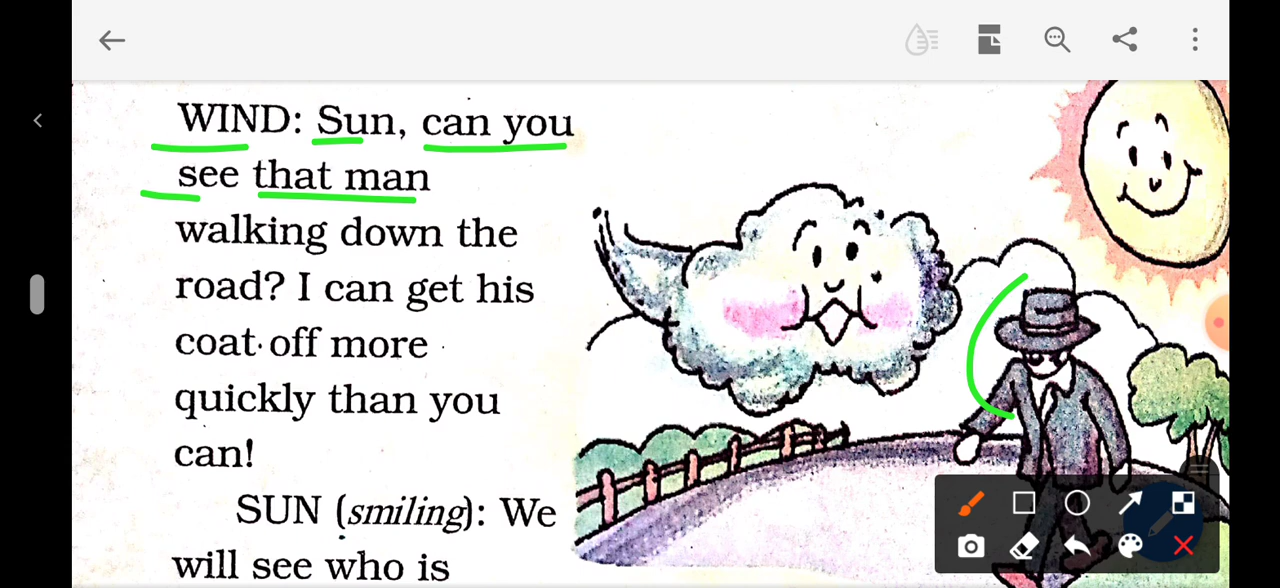 WIND: Sun, can you
see that man
walking down the
road? I can get his
coat off more
quickly than you
can!
SUN (smiling): We
will see who is